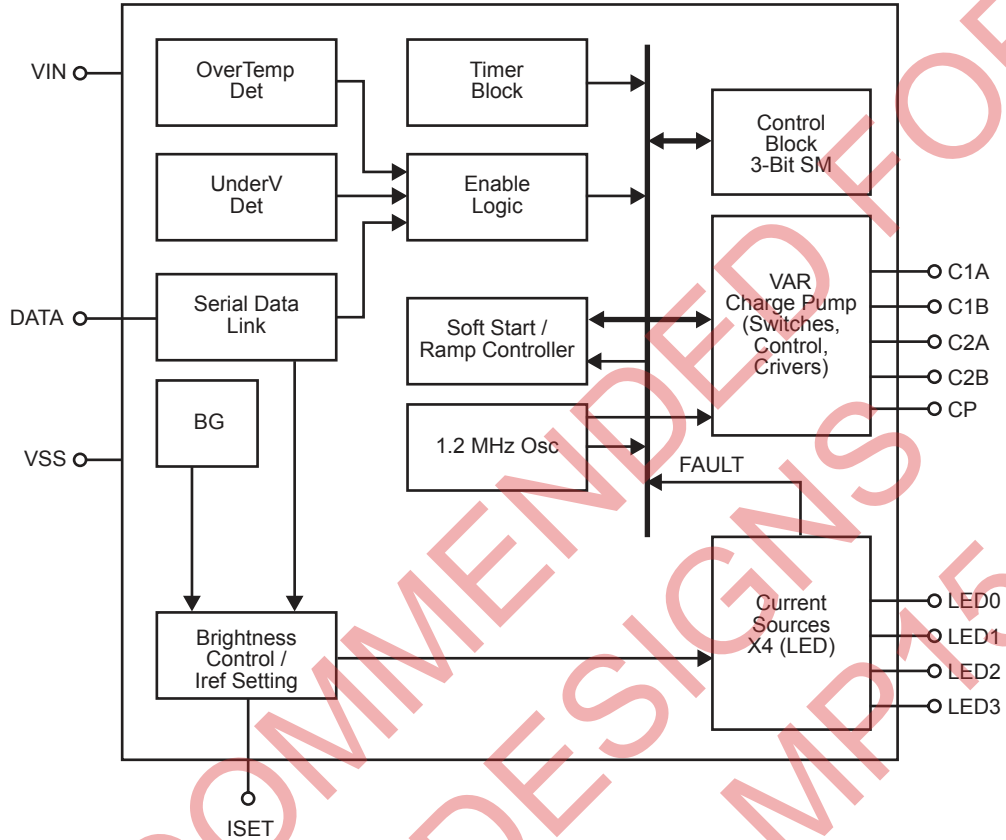 VIN
OverTemp
Det
Timer
Block
Control
Block
3-Bit SM
UnderV
Det
Enable
Logic
DATA
Serial Data
Link
Soft Start /
Ramp Controller
VAR
Charge Pump
(Switches,
Control,
Crivers)
C1A
C1B
C2A
C2B
CP
BG
VSS
1.2 MHz Osc
FAULT
Brightness
Control /
Iref Setting
Current
Sources
X4 (LED)
LED0
LED1
LED2
LED3
ISET
COMMENDED FOR
DESIGNS
MP15